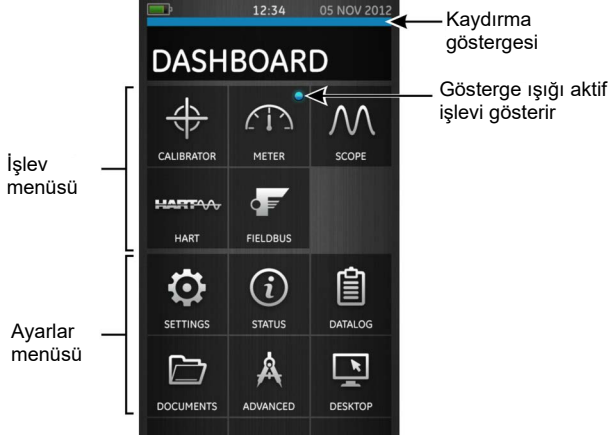 12:34 05 NOV 2012
Kaydırma
göstergesi
DASHBOARD
Gösterge ışığı aktif
işlevi gösterir
İşlev
menüsü
CALIBRATOR METER SCOPE
HART
HART FIELDBUS
Ayarlar
menüsü
SETTINGS STATUS DATALOG
DOCUMENTS ADVANCED DESKTOP